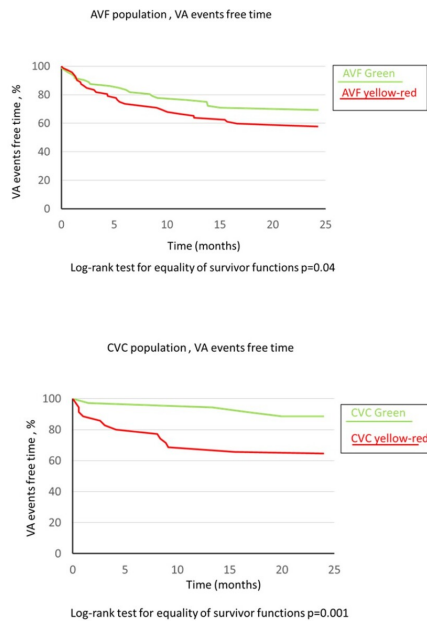 AVF population , VA events free time
VA events free time , %
100
80
60
40
20
0
0 5 10 15 20 25
Time (months)
AVF Green
AVF yellow-red
Log-rank test for equality of survivor functions p=0.04
CVC population , VA events free time
VA events free time , %
100
80
60
40
20
0
0 5 10 15 20 25
Time (months)
CVC Green
CVC yellow-red
Log-rank test for equality of survivor functions p=0.001